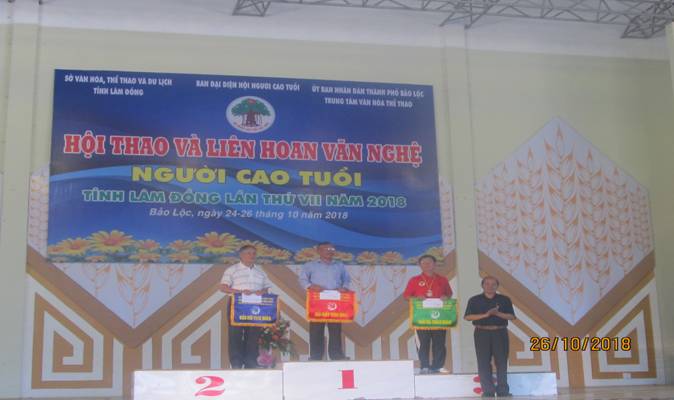 SỞ VĂN HÓA, THỂ THAO VÀ DU LỊCH
TỈNH LÂM ĐỒNG
BAN ĐẠI DIỆN HỘI NGƯỜI CAO TUỔI
ỦY BAN NHÂN DÂN THÀNH PHỐ BẢO LỘC
TRUNG TÂM VĂN HÓA THỂ THAO
HỘI THAO VÀ LIÊN HOAN VĂN NGHỆ
NGƯỜI CAO TUỔI
TỈNH LÂM ĐỒNG LẦN THỨ VII NĂM 2018
Bảo Lộc, ngày 24-26 tháng 10 năm 2018
2
1
26/10/2018